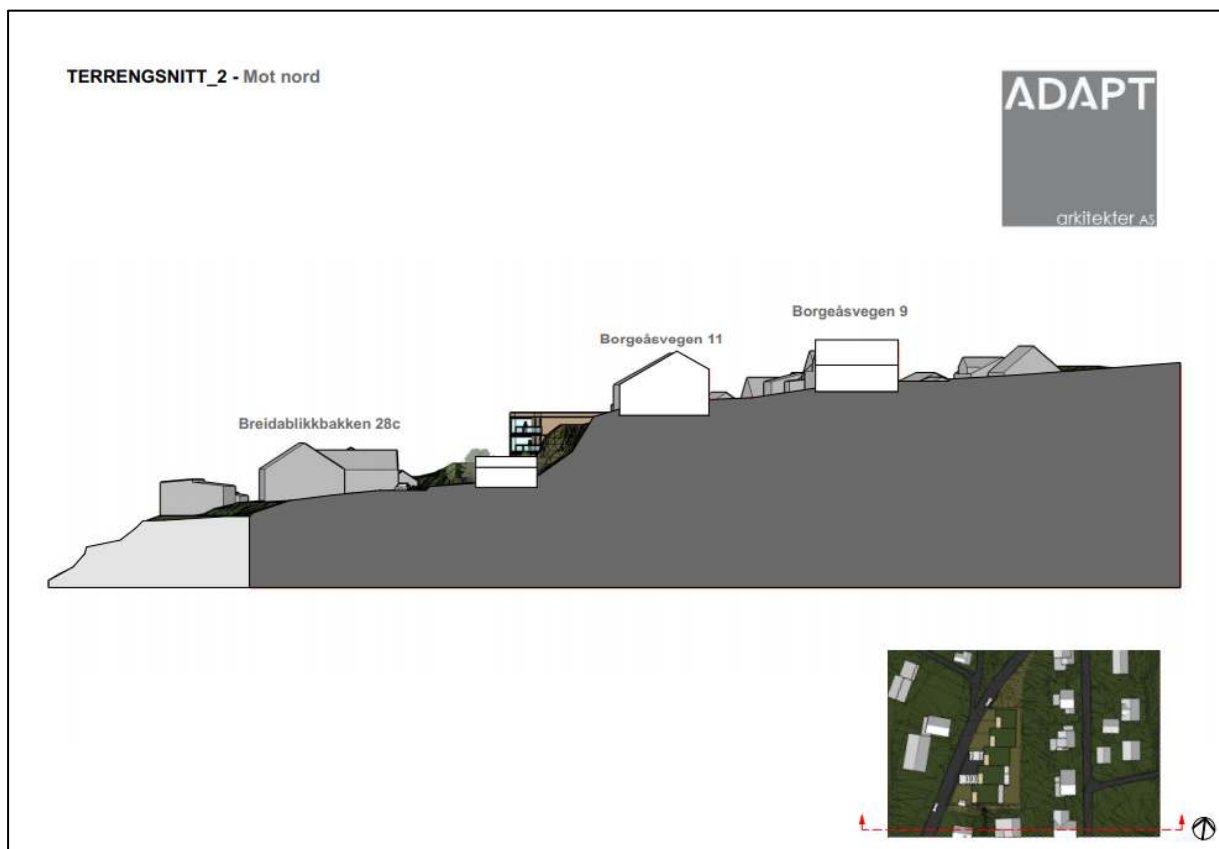 TERRENGSNITT_2 - Mot nord
ADAPT
arkitekter AS
Borgeåsvegen 9
Borgeåsvegen 11
Breidablikkbakken 28c